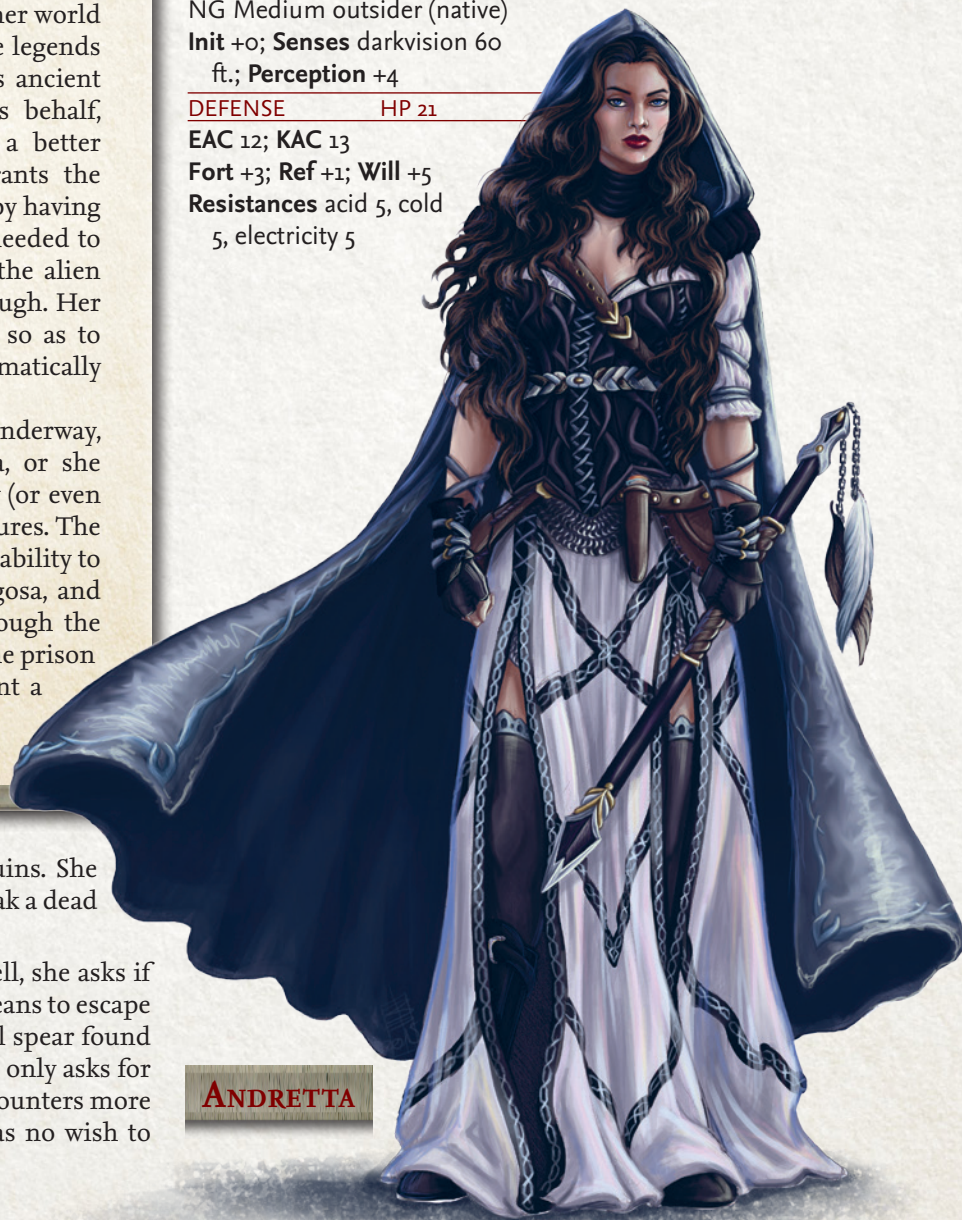 ner world
e legends
s ancient
s behalf,
a better
rants the
by having
needed to
the alien
ugh. Her
so as to
matically
nderway,
, or she
(or even
ures. The
ability to
gosa, and
ough the
e prison
nt a
uins. She
ak a dead
ell, she asks if
eans to escape
l spear found
only asks for
ounters more
as no wish to
NG Medium outsider (native)
Init +0; Senses darkvision 60
ft.; Perception +4
DEFENSE HP 21
EAC 12; KAC 13
Fort +3; Ref +1; Will +5
Resistances acid 5, cold
5, electricity 5
ANDRETTA